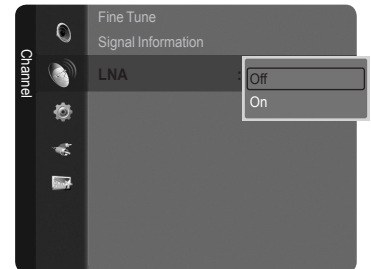 Channel
Fine Tune
Signal Information
LNA : Off
On